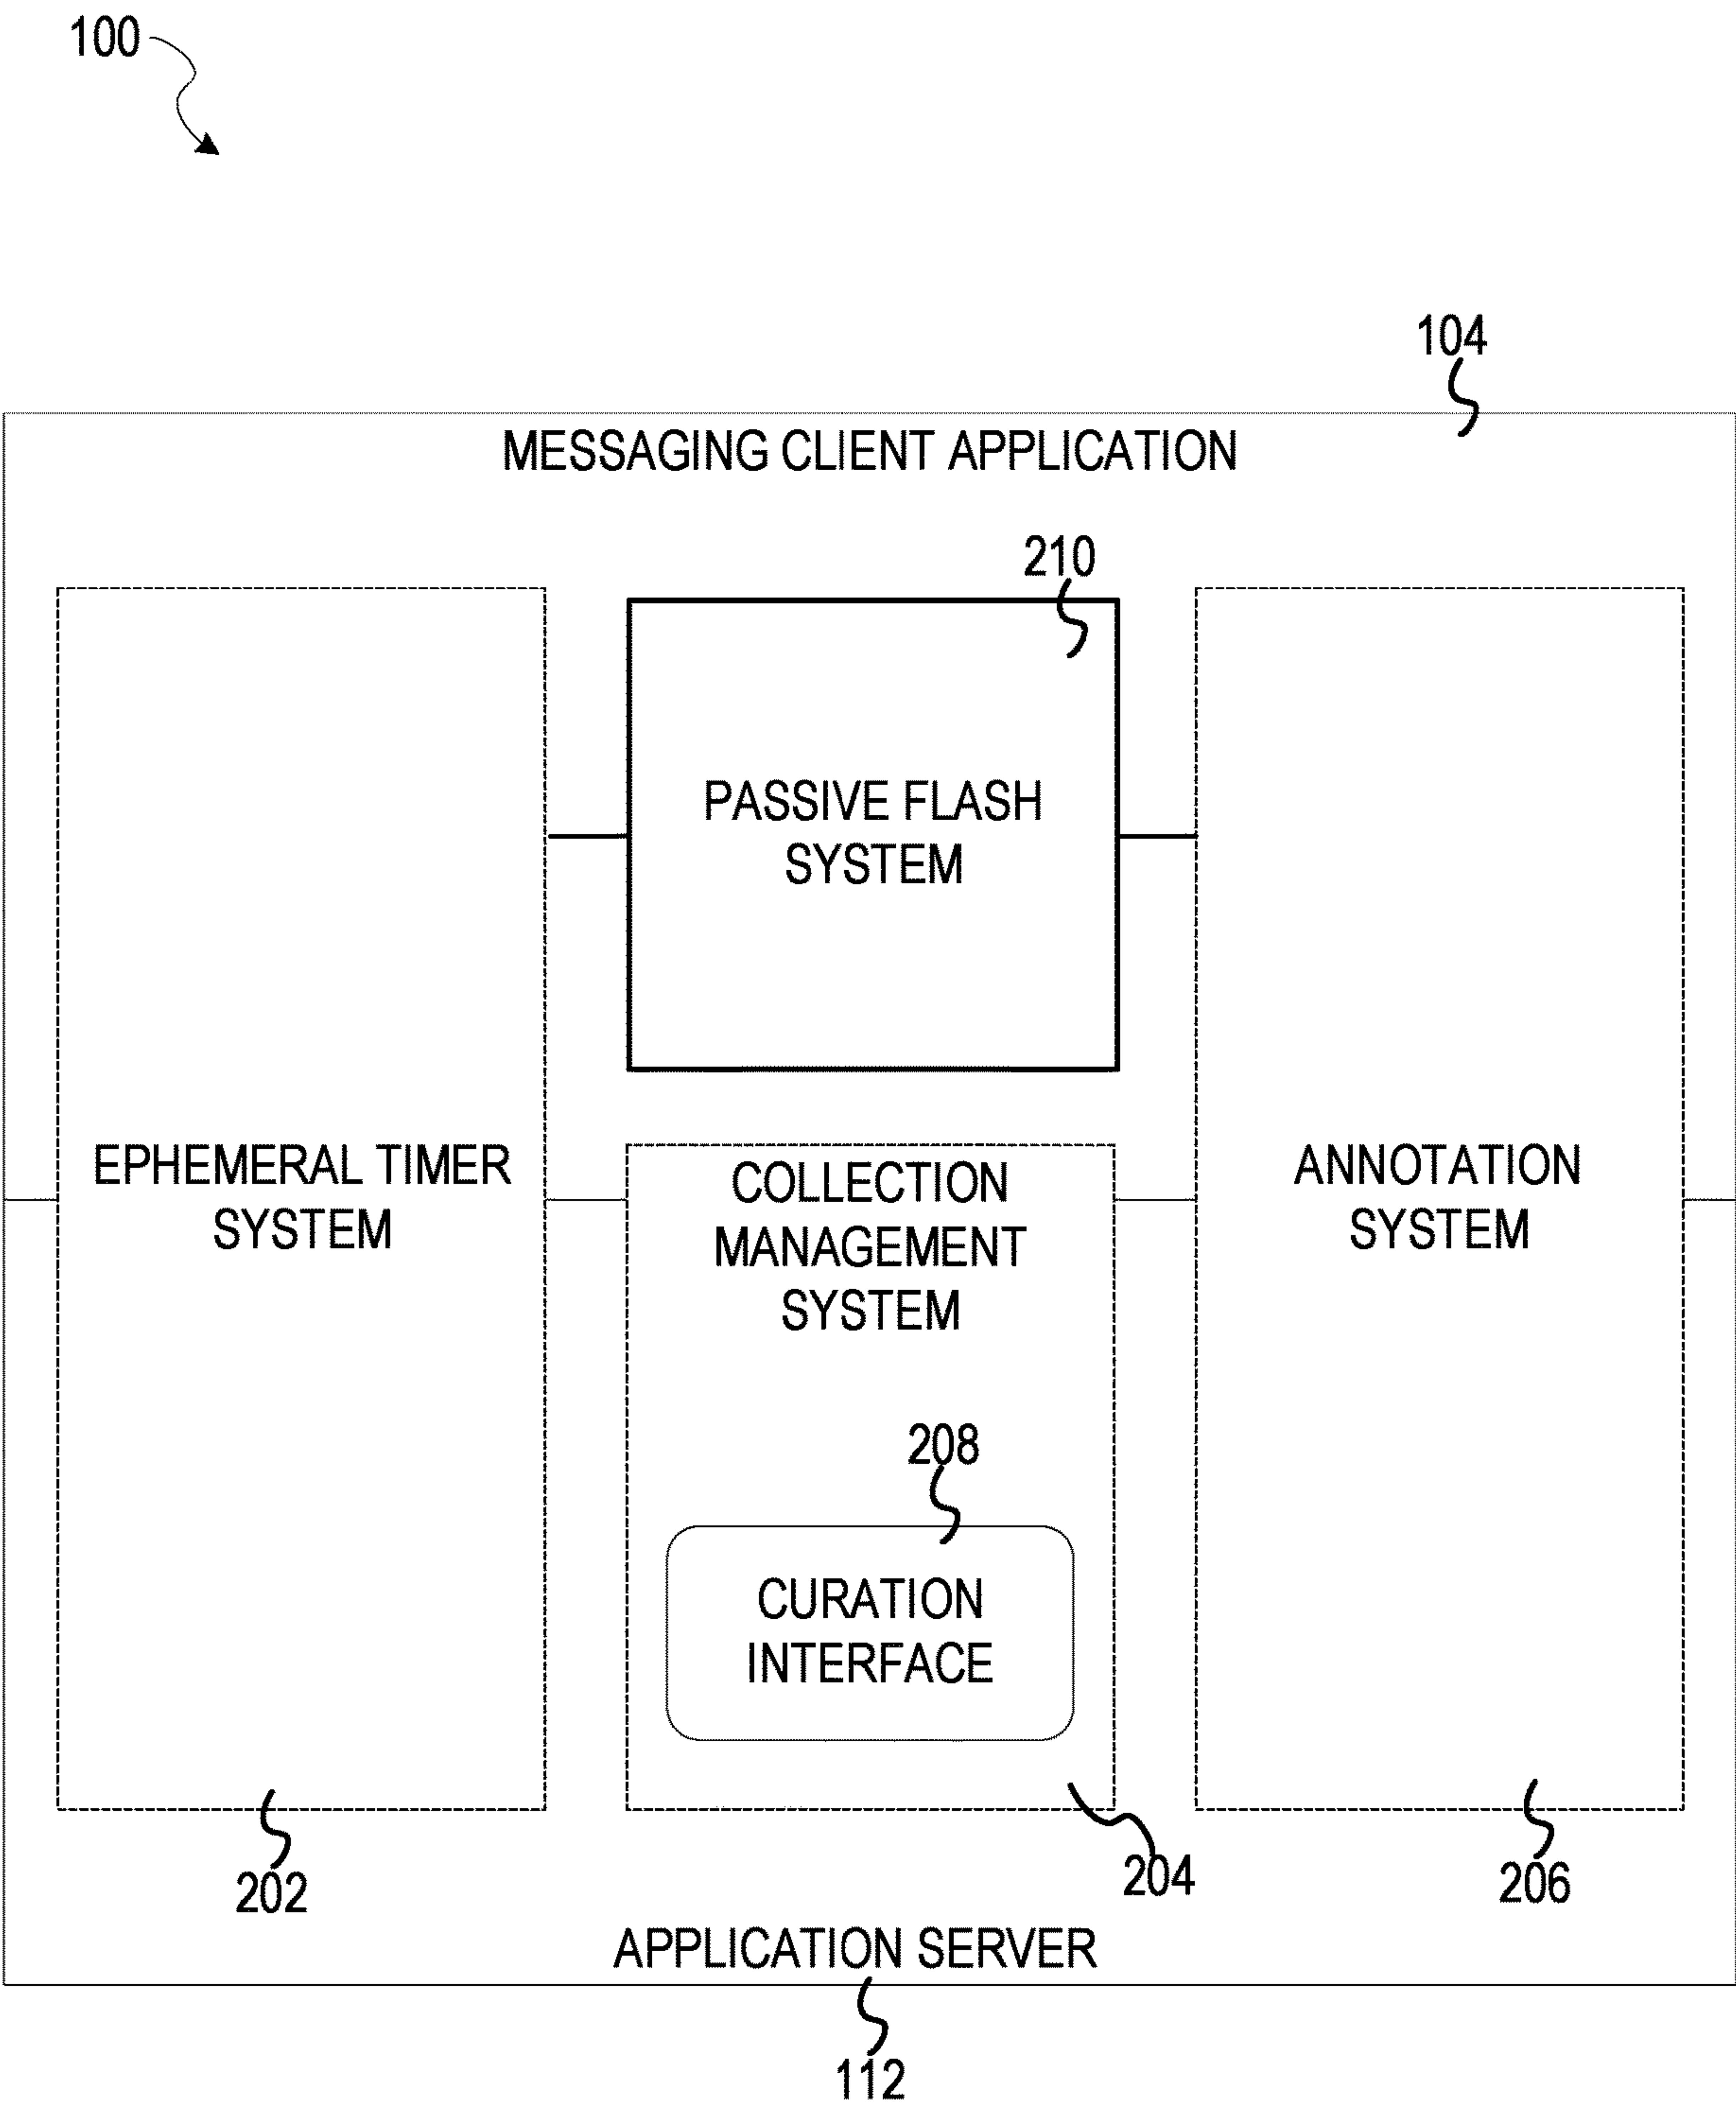 100
104
MESSAGING CLIENT APPLICATION
210
PASSIVE FLASH
SYSTEM
EPHEMERAL TIMER
SYSTEM
COLLECTION
MANAGEMENT
SYSTEM
ANNOTATION
SYSTEM
208
CURATION
INTERFACE
202
204
206
APPLICATION SERVER
112